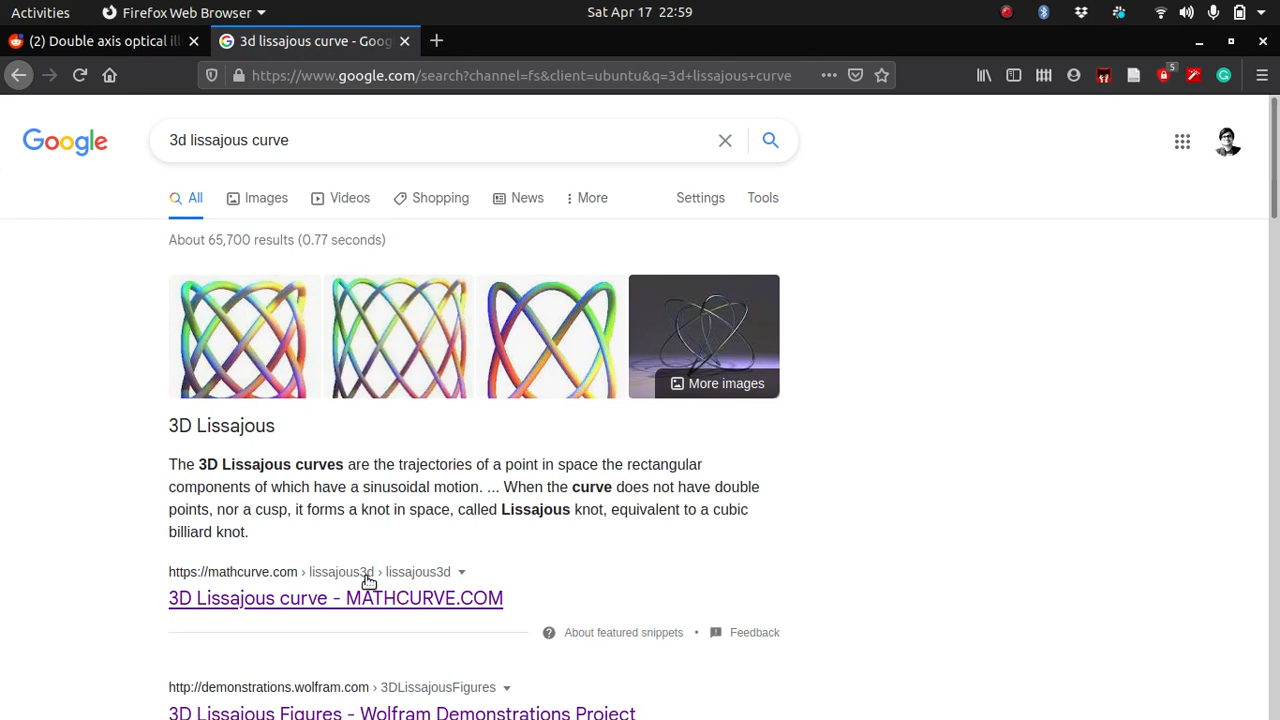 Activities
Firefox Web Browser
Sat Apr 17 22:59
(2) Double axis optical ill
3d lissajous curve - Goog
https://www.google.com/search?channel=fs&client=ubuntu&q=3d+lissajous+curve
5
Google
3d lissajous curve
All
Images
Videos
Shopping
News
More
Settings
Tools
About 65,700 results (0.77 seconds)
More images
3D Lissajous
The 3D Lissajous curves are the trajectories of a point in space the rectangular
components of which have a sinusoidal motion. ... When the curve does not have double
points, nor a cusp, it forms a knot in space, called Lissajous knot, equivalent to a cubic
billiard knot.
https://mathcurve.com › lissajous3d › lissajous3d
3D Lissajous curve - MATHCURVE.COM
About featured snippets
•
Feedback
http://demonstrations.wolfram.com › 3DLissajousFigures
3D Lissajous Figures - Wolfram Demonstrations Project